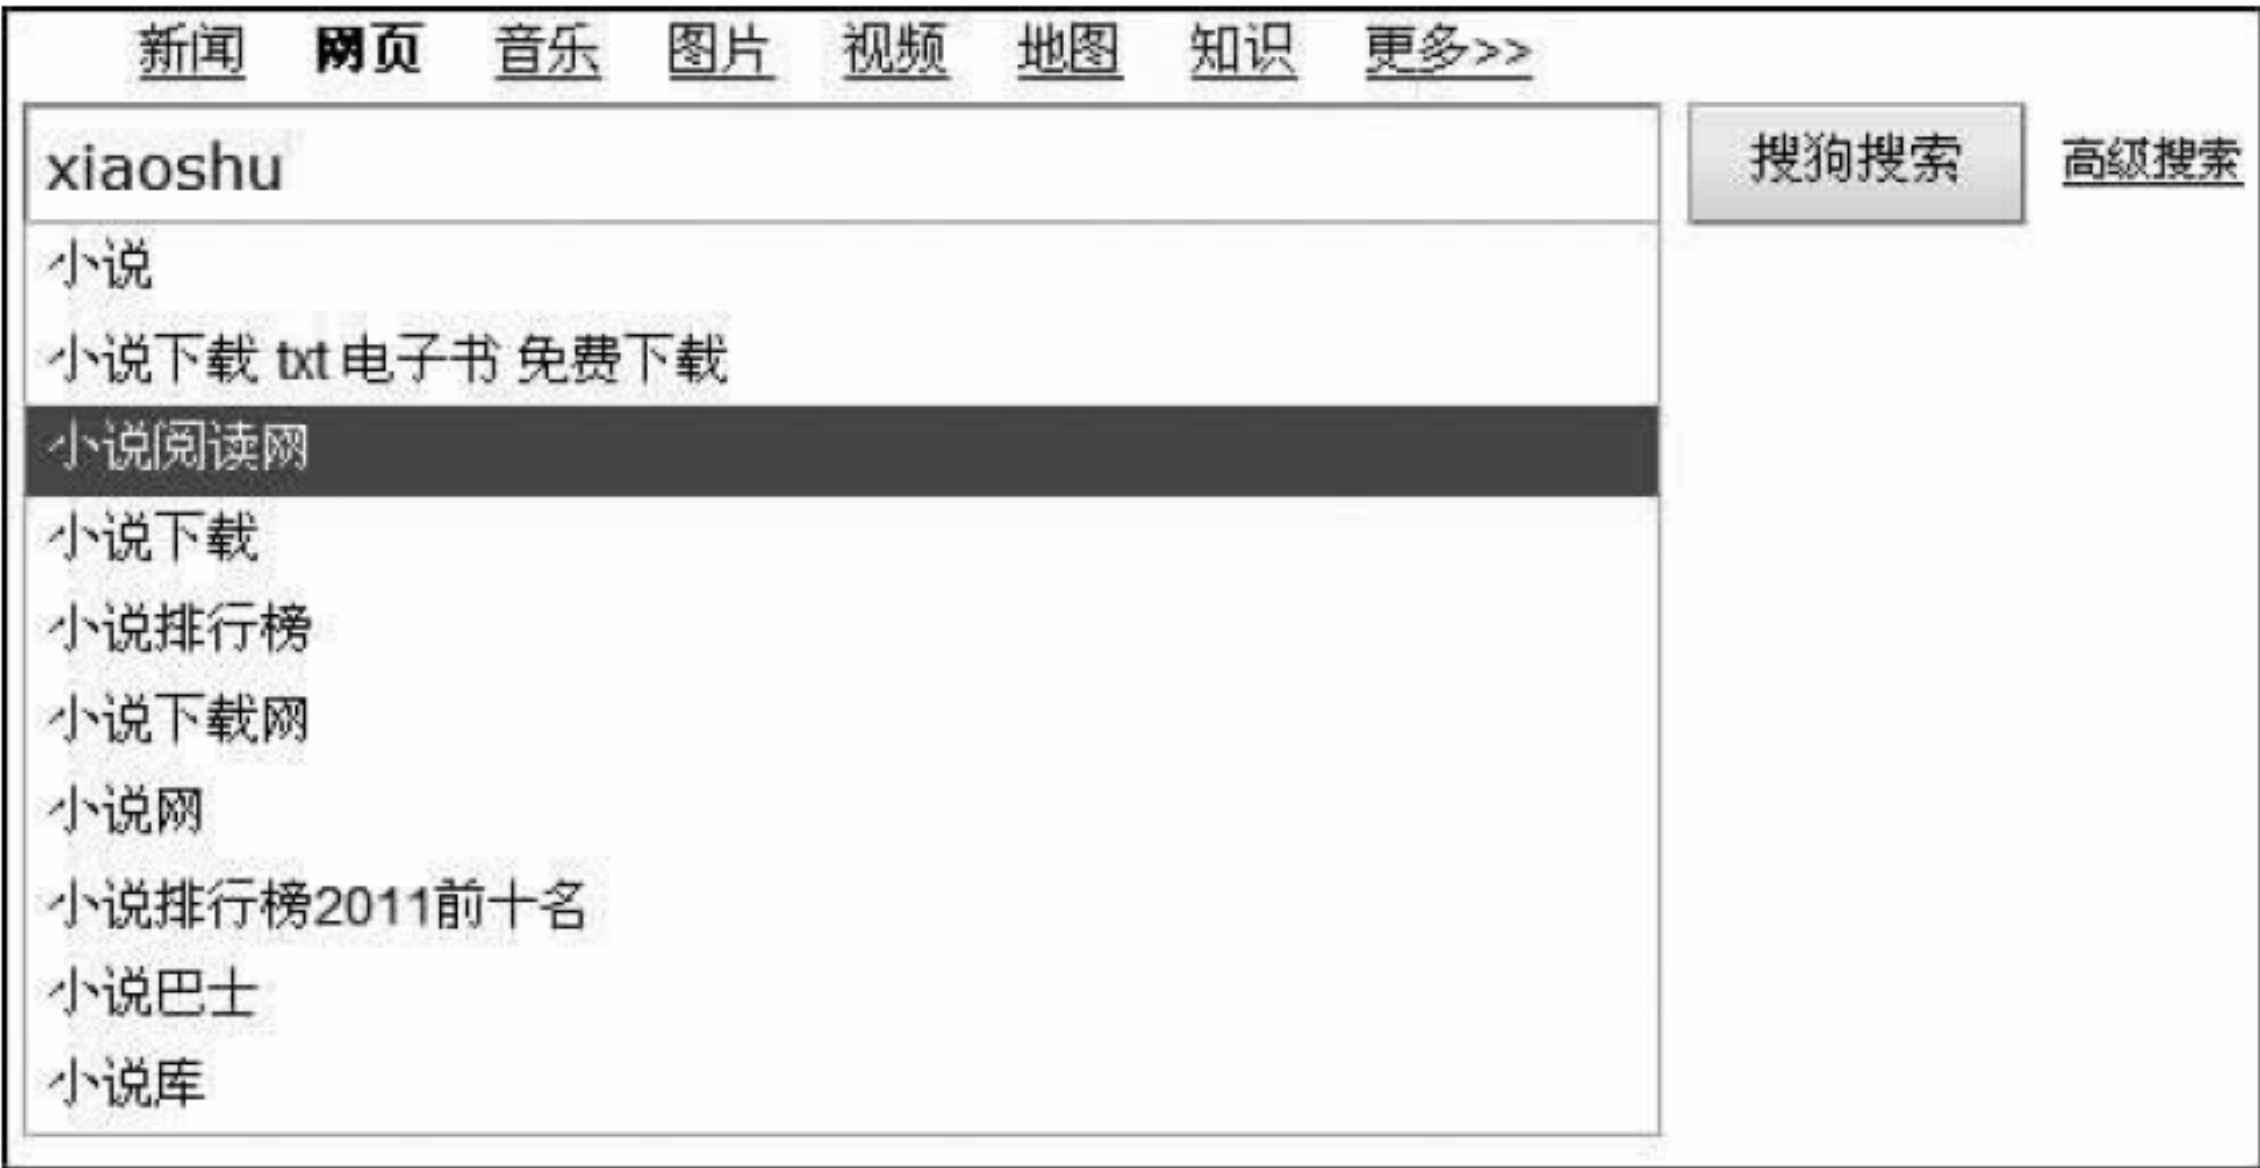 新闻 网页 音乐 图片 视频 地图 知识 更多>>
xiaoshu 搜狗搜索 高级搜索
小说
小说下载 txt 电子书 免费下载
小说阅读网
小说下载
小说排行榜
小说下载网
小说网
小说排行榜2011前十名
小说巴士
小说库